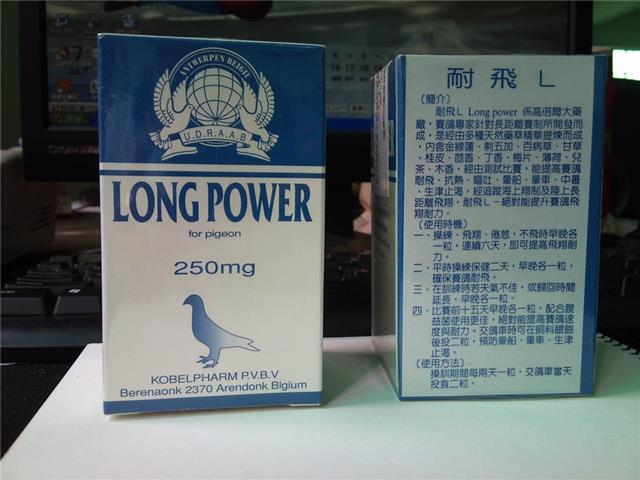 ANTWERPEN BELGIE
U.D.R.A.A.B
LONG POWER
for pigeon
250mg
KOBELPHARM P.V.B.V
Berenaonk 2370 Arendonk Blgium
耐飛L
〔簡介〕
耐飛L Long power 係高倍爾大藥
廠，賽鴿專家針對長距離賽制所開發而
成，是經由多種天然藥草精華提煉而成
，內含金線蓮、刺五加、百病草、甘草
、桂皮、茴香、丁香、梅片、薄荷、兒
茶、木香，經由測試比賽，能提高賽鴿
耐飛、抗熱、嘔吐、暈船、暈車、中暑
、生津止渴，經追蹤海上翔制及陸上長
距離飛翔，耐飛L－絕對能提升賽鴿飛
翔耐力。
〔使用時機〕
一、操練、飛翔、倦怠，不飛時早晚各
一粒，連續六天，即可提高飛翔耐
力。
二、平時操練保健二天，早晚各一粒，
確保賽鴿耐飛。
三、在訓練時若天氣不佳，或歸回時間
延長，早晚各一粒。
四、比賽前十五天早晚各一粒，配合腹
益菌使用更佳，絕對能提高賽鴿速
度與耐力。交鴿車時可在飼料餵飽
後投二粒，預防暈船、暈車、生津
止渴。
〔使用方法〕
操訓期間每兩天一粒，交鴿車當天
投食二粒。